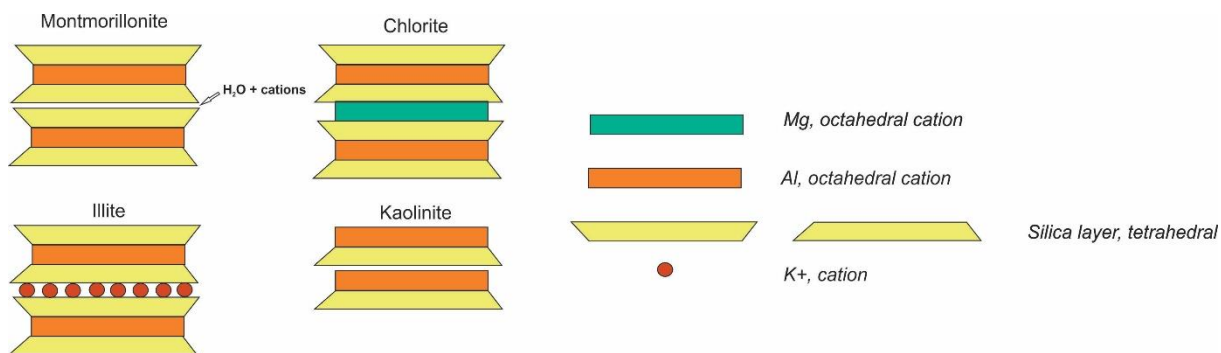 Montmorillonite
H₂O + cations
Illite
Chlorite
Kaolinite
Mg, octahedral cation
Al, octahedral cation
Silica layer, tetrahedral
K+, cation